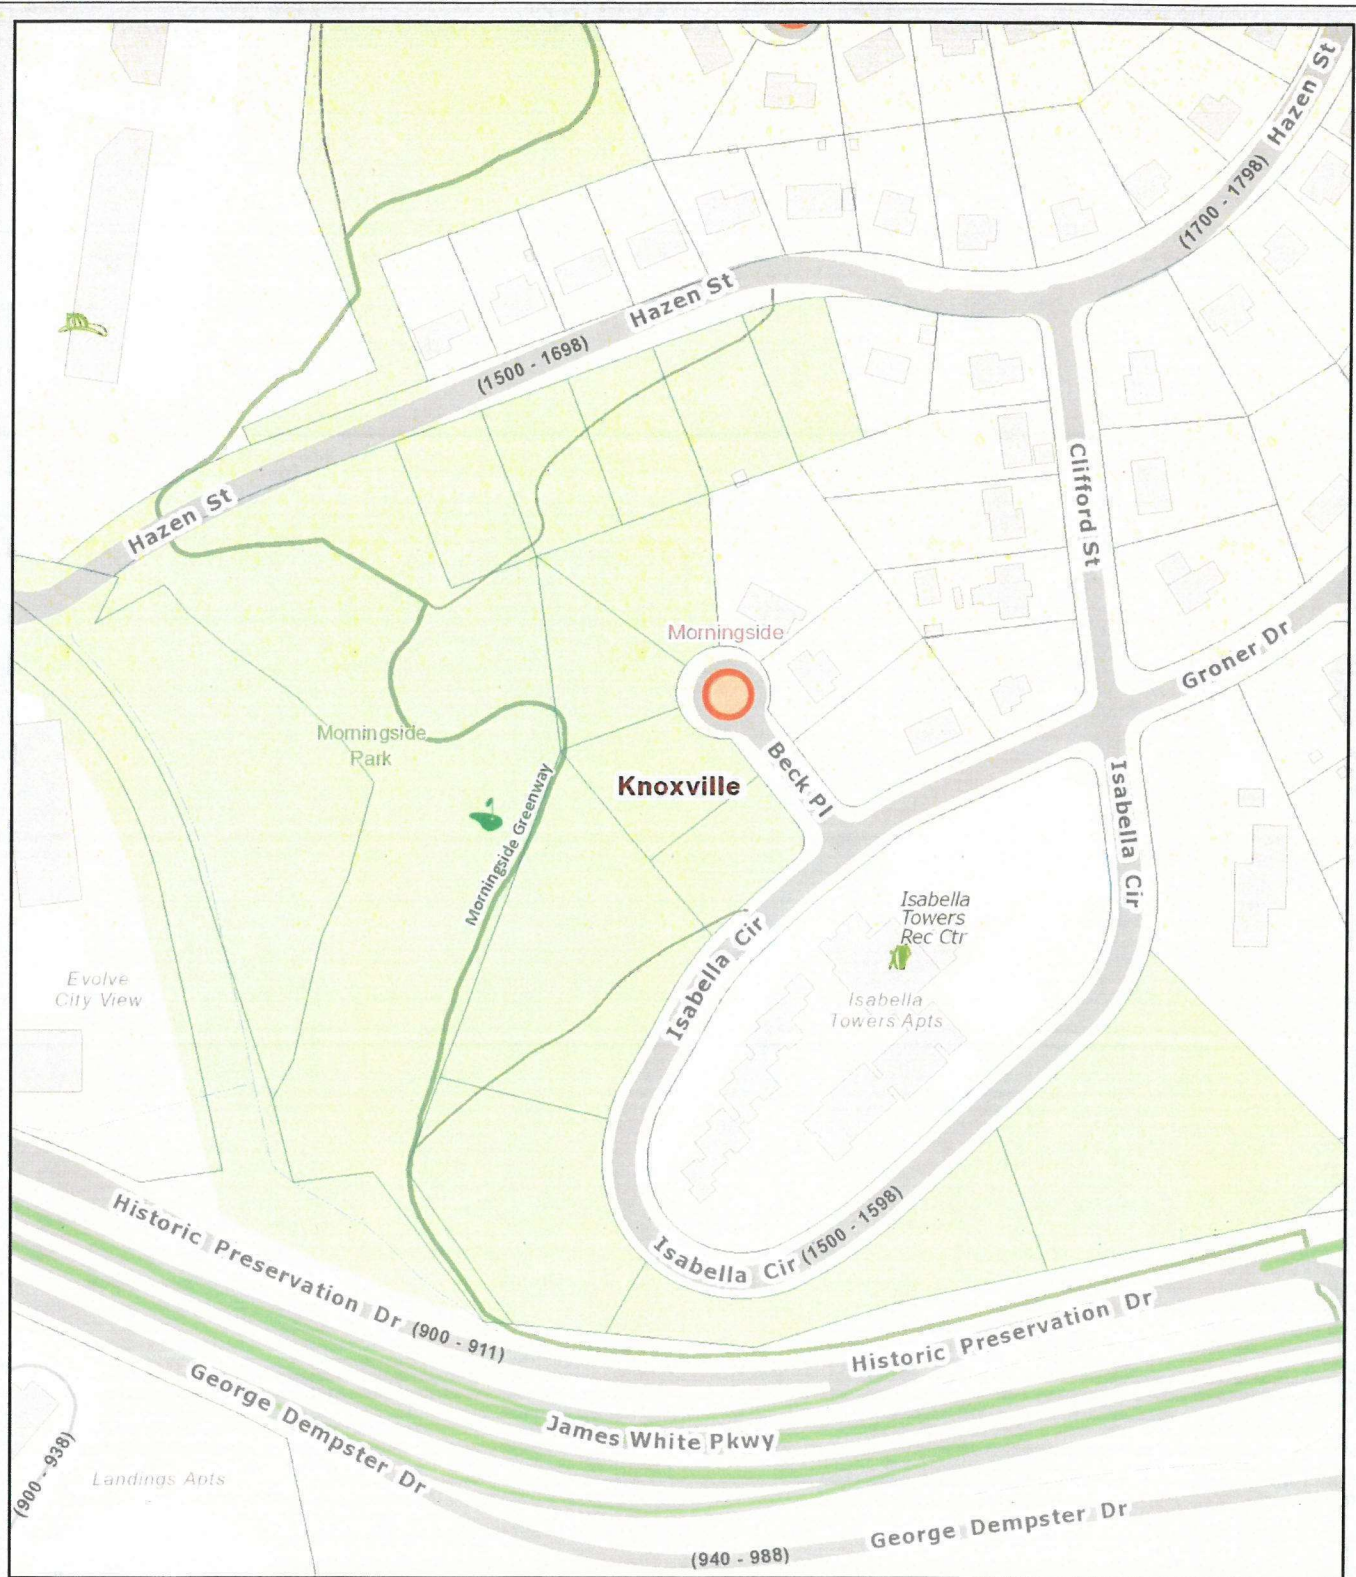 Hazen St
(1700 - 1798)
Hazen St
(1500 - 1698)
Hazen St
Clifford St
Morningside
Groner Dr
Morningside
Park
Knoxville
Beck Pl
Morningside Greenway
Isabella Cir
Isabella
Towers
Rec Ctr
Isabella Cir
Evolve
City View
Isabella
Towers Apts
Isabella Cir
(1500 - 1598)
Historic Preservation Dr
(900 - 911)
Historic Preservation Dr
George Dempster Dr
James White Pkwy
(900 - 938)
Landings Apts
George Dempster Dr
(940 - 988)